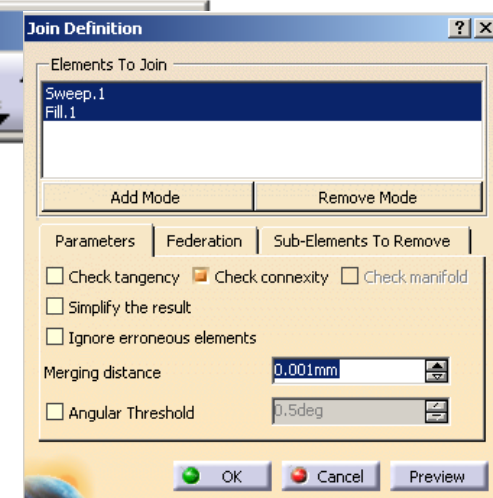 Join Definition
Elements To Join
Sweep.1
Fill.1
Add Mode Remove Mode
Parameters Federation Sub-Elements To Remove
Check tangency Check connexity Check manifold
Simplify the result
Ignore erroneous elements
Merging distance 0.001mm
Angular Threshold 0.5deg
OK Cancel Preview